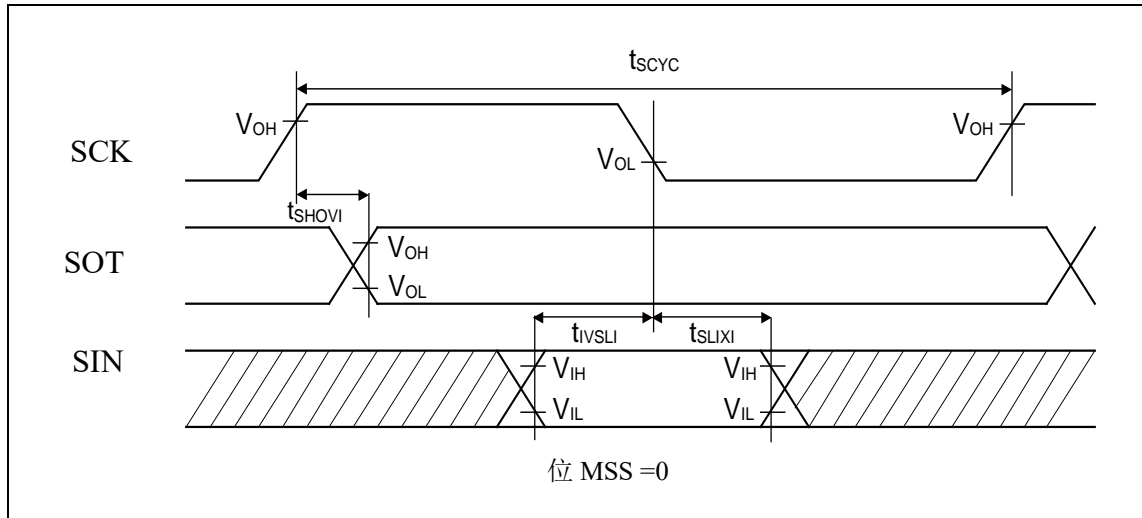 tSCYC
VOH
VOL
VOH
SCK
tSHOVI
VOH
SOT
VOL
tIVSLI tSLIXI
SIN
VIH VIH
VIL VIL
位 MSS =0